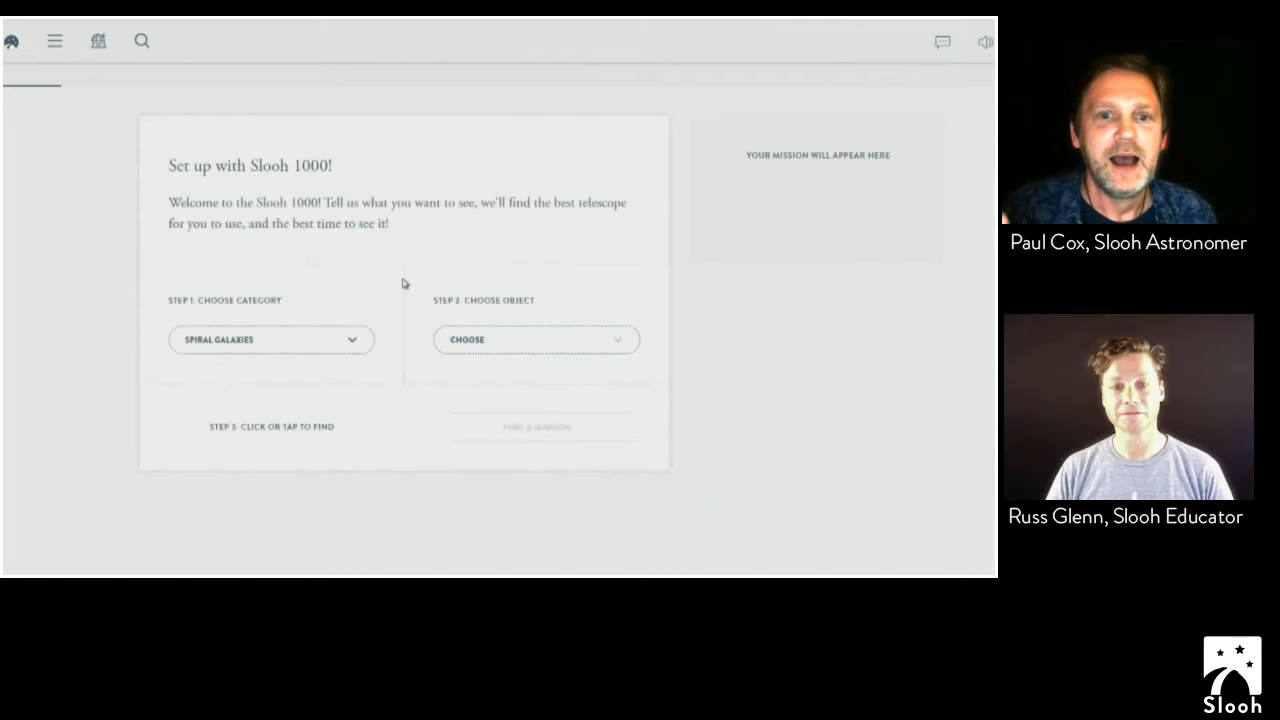 Set up with Slooh 1000!
Welcome to the Slooh 1000! Tell us what you want to see, we'll find the best telescope
for you to use, and the best time to see it!
STEP 1: CHOOSE CATEGORY
STEP 2: CHOOSE OBJECT
SPIRAL GALAXIES
CHOOSE
STEP 3: CLICK OR TAP TO FIND
FIND A MISSION
YOUR MISSION WILL APPEAR HERE
Paul Cox, Slooh Astronomer
Russ Glenn, Slooh Educator
Slooh